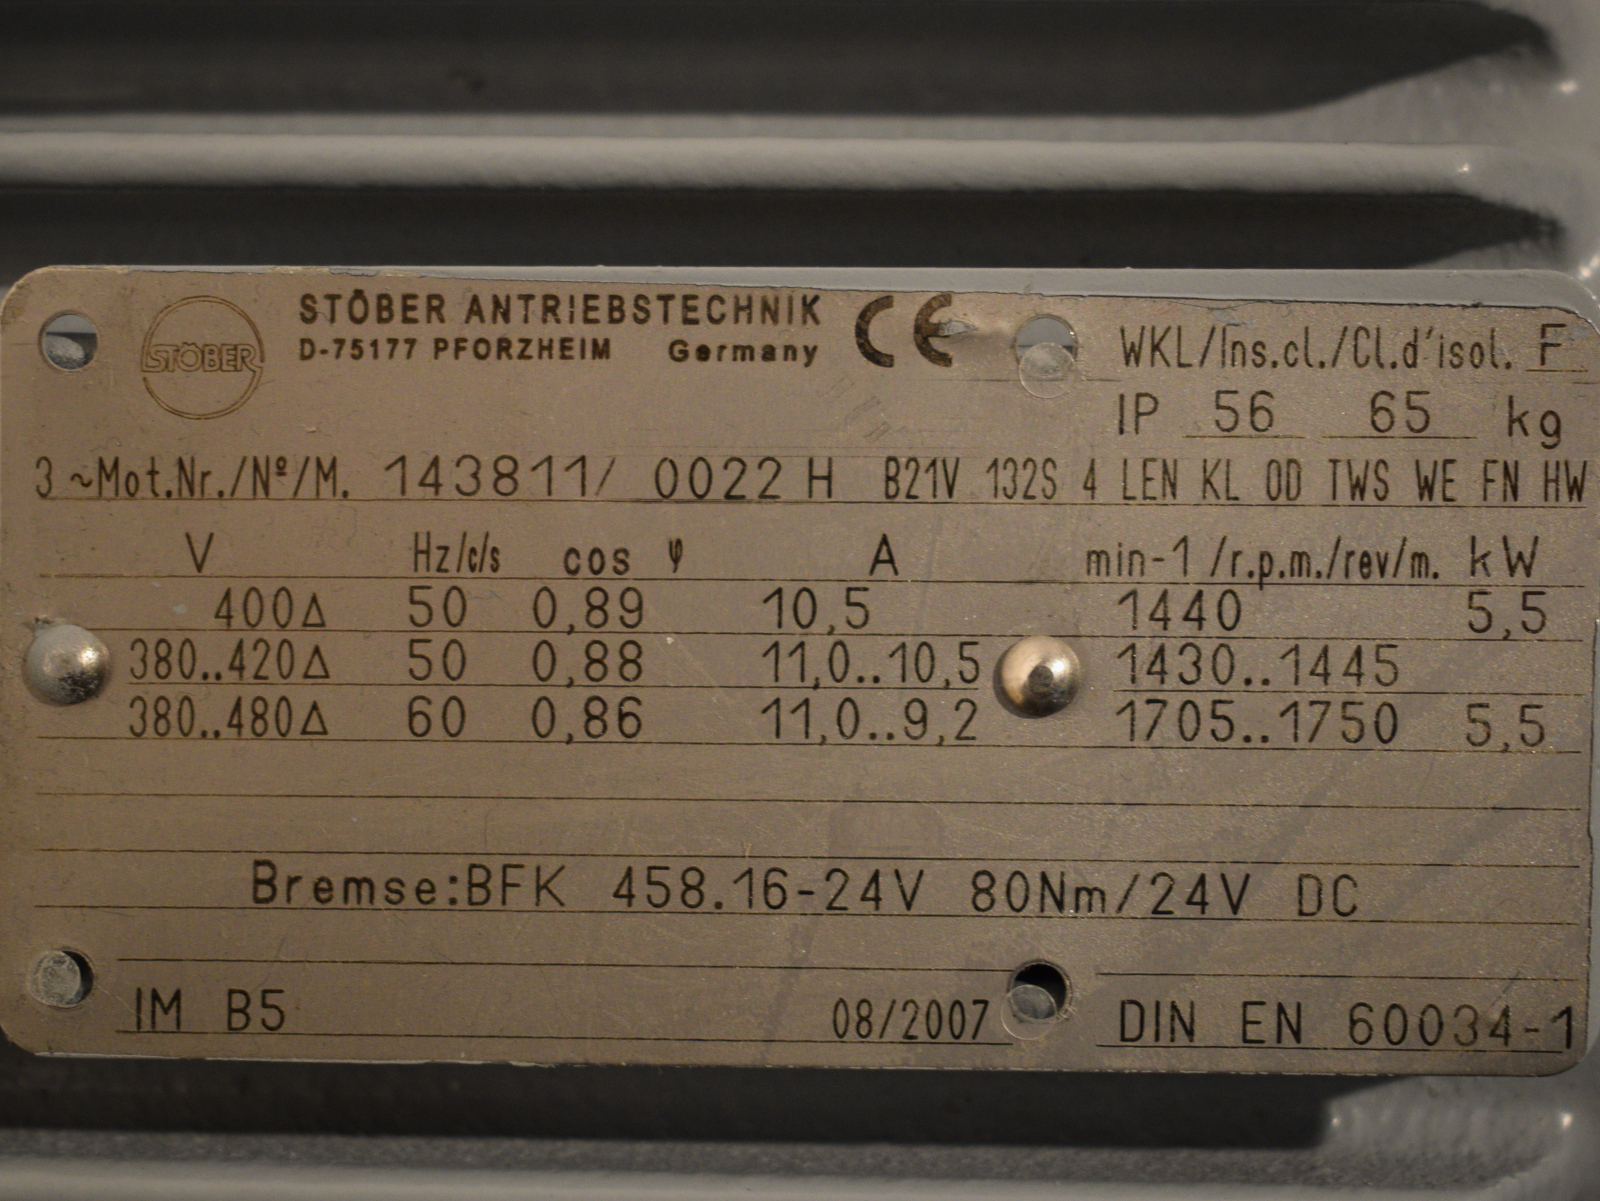 STÖBER
STÖBER ANTRIEBSTECHNIK CE
D-75177 PFORZHEIM Germany
WKL/Ins.cl./Cl.d'isol. F
IP 56 65 kg
3 ~Mot.Nr./Nº/M. 143811/ 0022 H B21V 132S 4 LEN KL OD TWS WE FN HW
V Hz/c/s cos φ A min-1 /r.p.m./rev/m. kW
400Δ 50 0,89 10,5 1440 5,5
380..420Δ 50 0,88 11,0..10,5 1430..1445
380..480Δ 60 0,86 11,0..9,2 1705..1750 5,5
Bremse:BFK 458.16-24V 80Nm/24V DC
IM B5 08/2007 DIN EN 60034-1